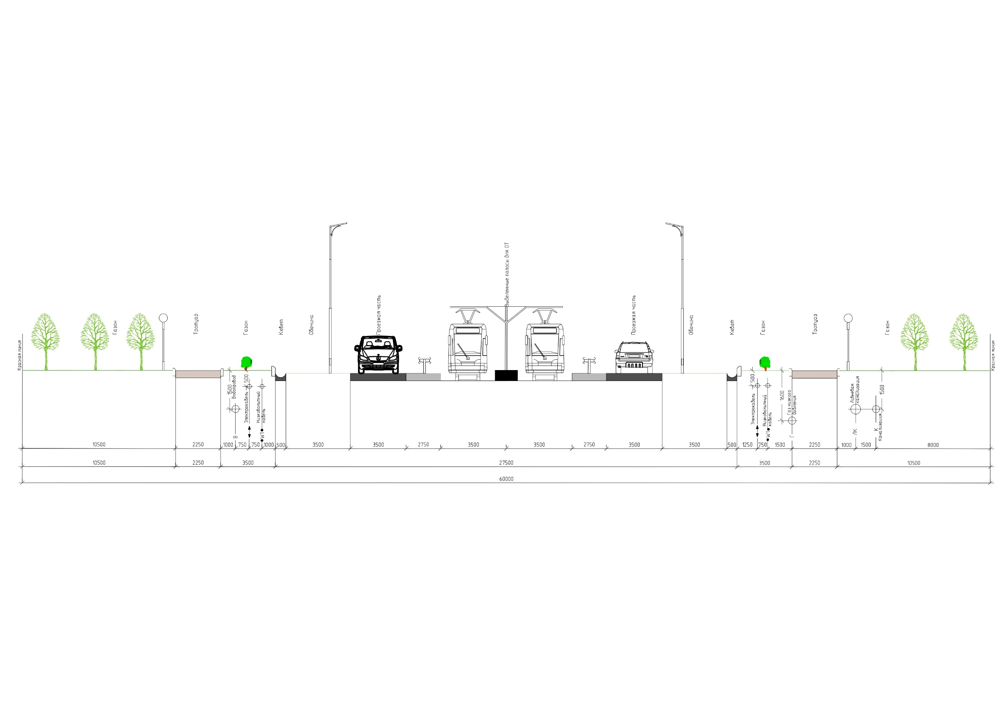 Выделенные полосы для ОТ
Красная линия
Газон
Тротуар
Газон
Кювет
Обочина
Проезжая часть
Проезжая часть
Обочина
Кювет
Газон
Тротуар
Газон
Красная линия
1500
Водопровод
500
Электрокабель
Низковольтный
кабель
В
W1
500
Электрокабель
Низковольтный
кабель
W1
1600
Газ низкого
давления
Г
Ливневая
канализация
ЛК
1500
К
Канализация
10500
2250
1000
750
750
1000
500
3500
3500
2750
3500
3500
2750
3500
3500
500
1250
750
1500
2250
1000
1500
8000
10500
2250
3500
27500
3500
2250
10500
60000